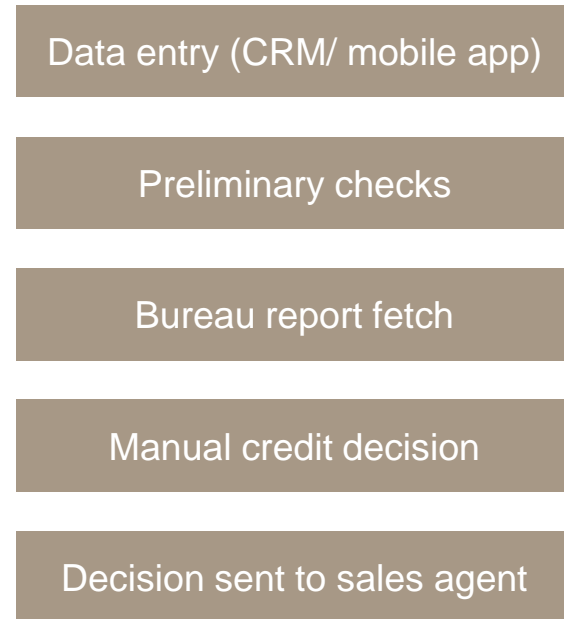 Data entry (CRM/ mobile app)
Preliminary checks
Bureau report fetch
Manual credit decision
Decision sent to sales agent